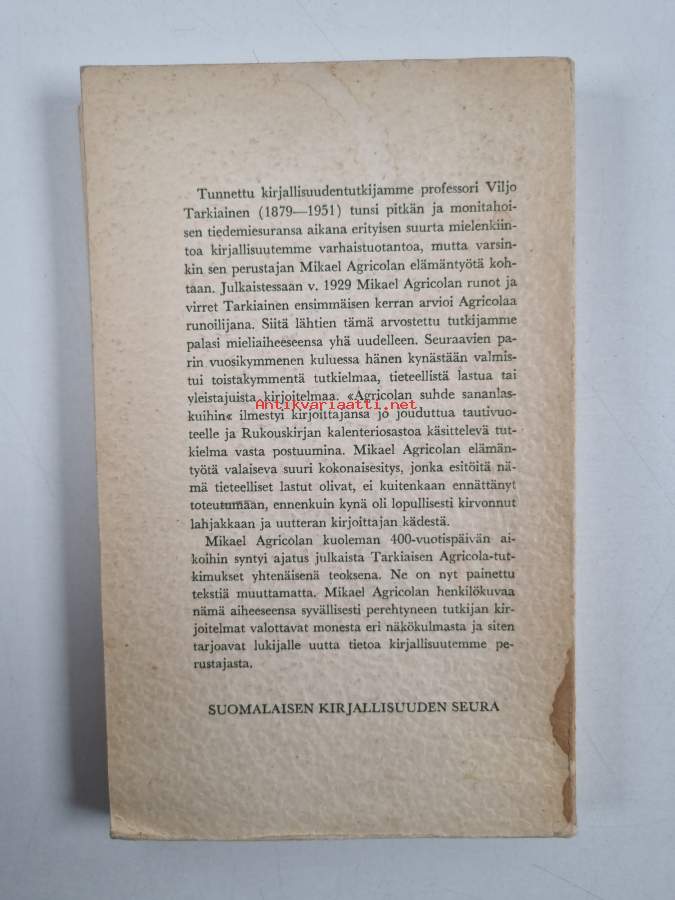 Tunnettu kirjallisuudentutkijamme professori Viljo
Tarkiainen (1879—1951) tunsi pitkän ja monitahoi-
sen tiedemiesuransa aikana erityisen suurta mielenkiin-
toa kirjallisuutemme varhaistuotantoa, mutta varsin-
kin sen perustajan Mikael Agricolan elämäntyötä koh-
taan. Julkaistessaan v. 1929 Mikael Agricolan runot ja
virret Tarkiainen ensimmäisen kerran arvioi Agricolaa
runoilijana. Siitä lähtien tämä arvostettu tutkijamme
palasi mieliaiheeseensa yhä uudelleen. Seuraavien pa-
rin vuosikymmenen kuluessa hänen kynästään valmis-
tui toistakymmentä tutkielmaa, tieteellistä lastua tai
yleistajuista kirjoitelmaa. «Agricolan suhde sananlas-
Antikvariaatti.net
kuihin« ilmestyi kirjoittajansa jo jouduttua tautivuo-
teelle ja Rukouskirjan kalenteriosastoa käsittelevä tut-
kielma vasta postuumina. Mikael Agricolan elämän-
työtä valaiseva suuri kokonaisesitys, jonka esitöitä nä-
mä tieteelliset lastut olivat, ei kuitenkaan ennättänyt
toteutumaan, ennenkuin kynä oli lopullisesti kirvonnut
lahjakkaan ja uutteran kirjoittajan kädestä.
Mikael Agricolan kuoleman 400-vuotispäivän ai-
koihin syntyi ajatus julkaista Tarkiaisen Agricola-tut-
kimukset yhtenäisenä teoksena. Ne on nyt painettu
tekstiä muuttamatta. Mikael Agricolan henkilökuvaa
nämä aiheeseensa syvällisesti perehtyneen tutkijan kir-
joitelmat valottavat monesta eri näkökulmasta ja siten
tarjoavat lukijalle uutta tietoa kirjallisuutemme pe-
rustajasta.
SUOMALAISEN KIRJALLISUUDEN SEURA